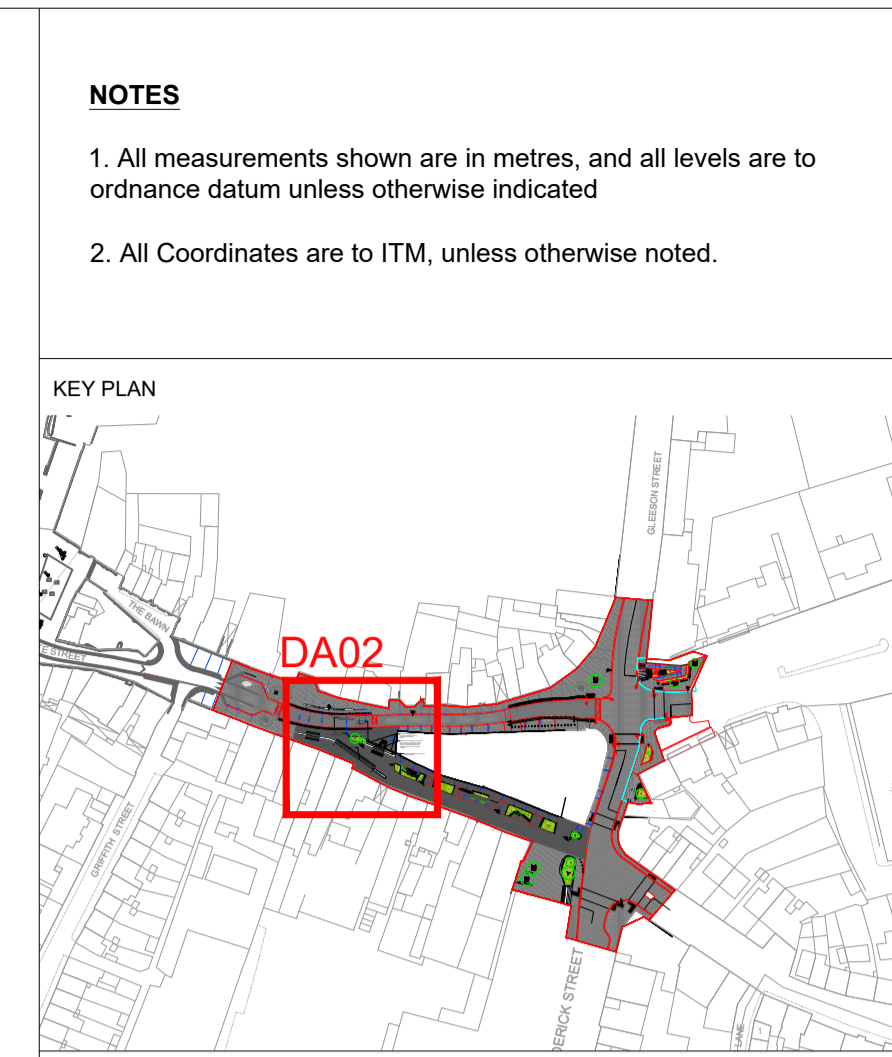 NOTES
1. All measurements shown are in metres, and all levels are to
ordnance datum unless otherwise indicated
2. All Coordinates are to ITM, unless otherwise noted.
KEY PLAN
GLEESON STREET
THE BAWN
E STREET
DA02
GRIFFITH STREET
DERICK STREET
LANE
1